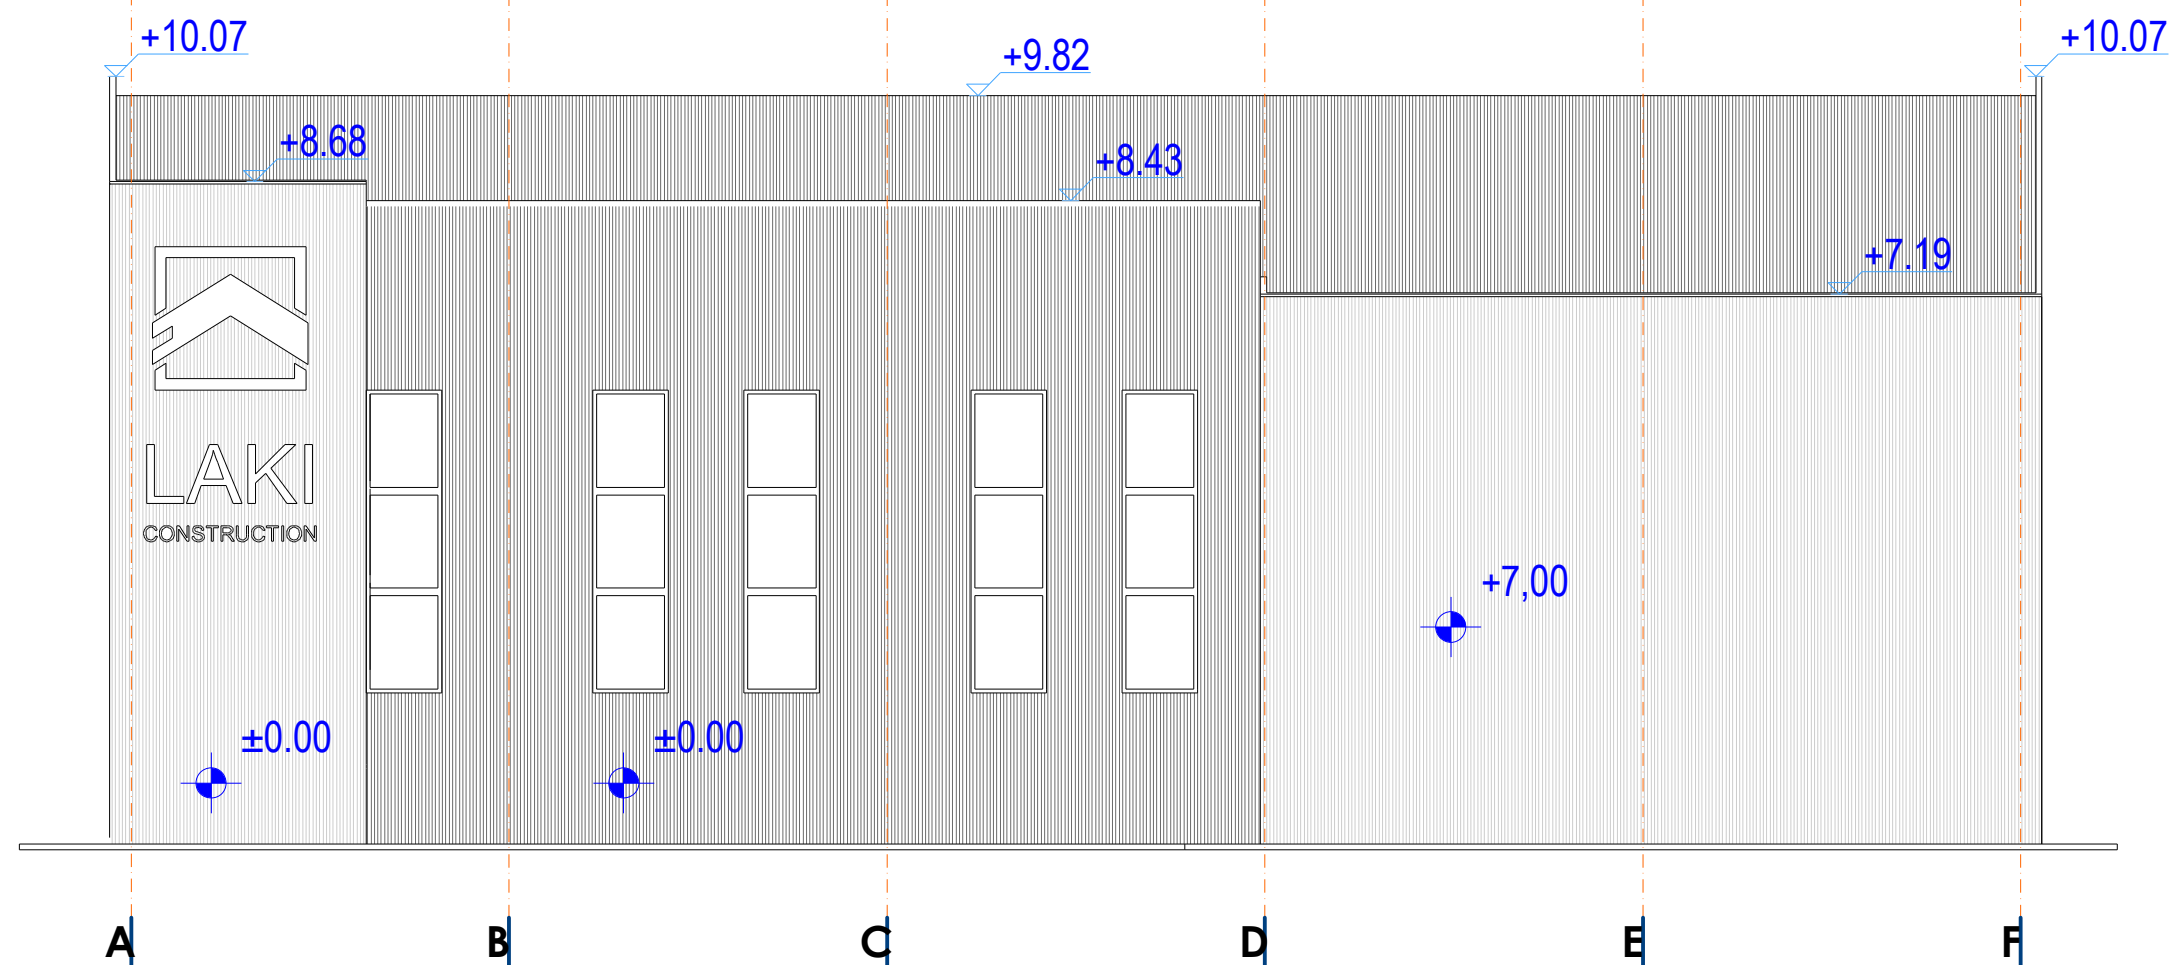 +10.07
+9.82
+10.07
+8.68
+8.43
+7.19
LAKI
CONSTRUCTION
+7,00
±0.00
±0.00
A
B
C
D
E
F